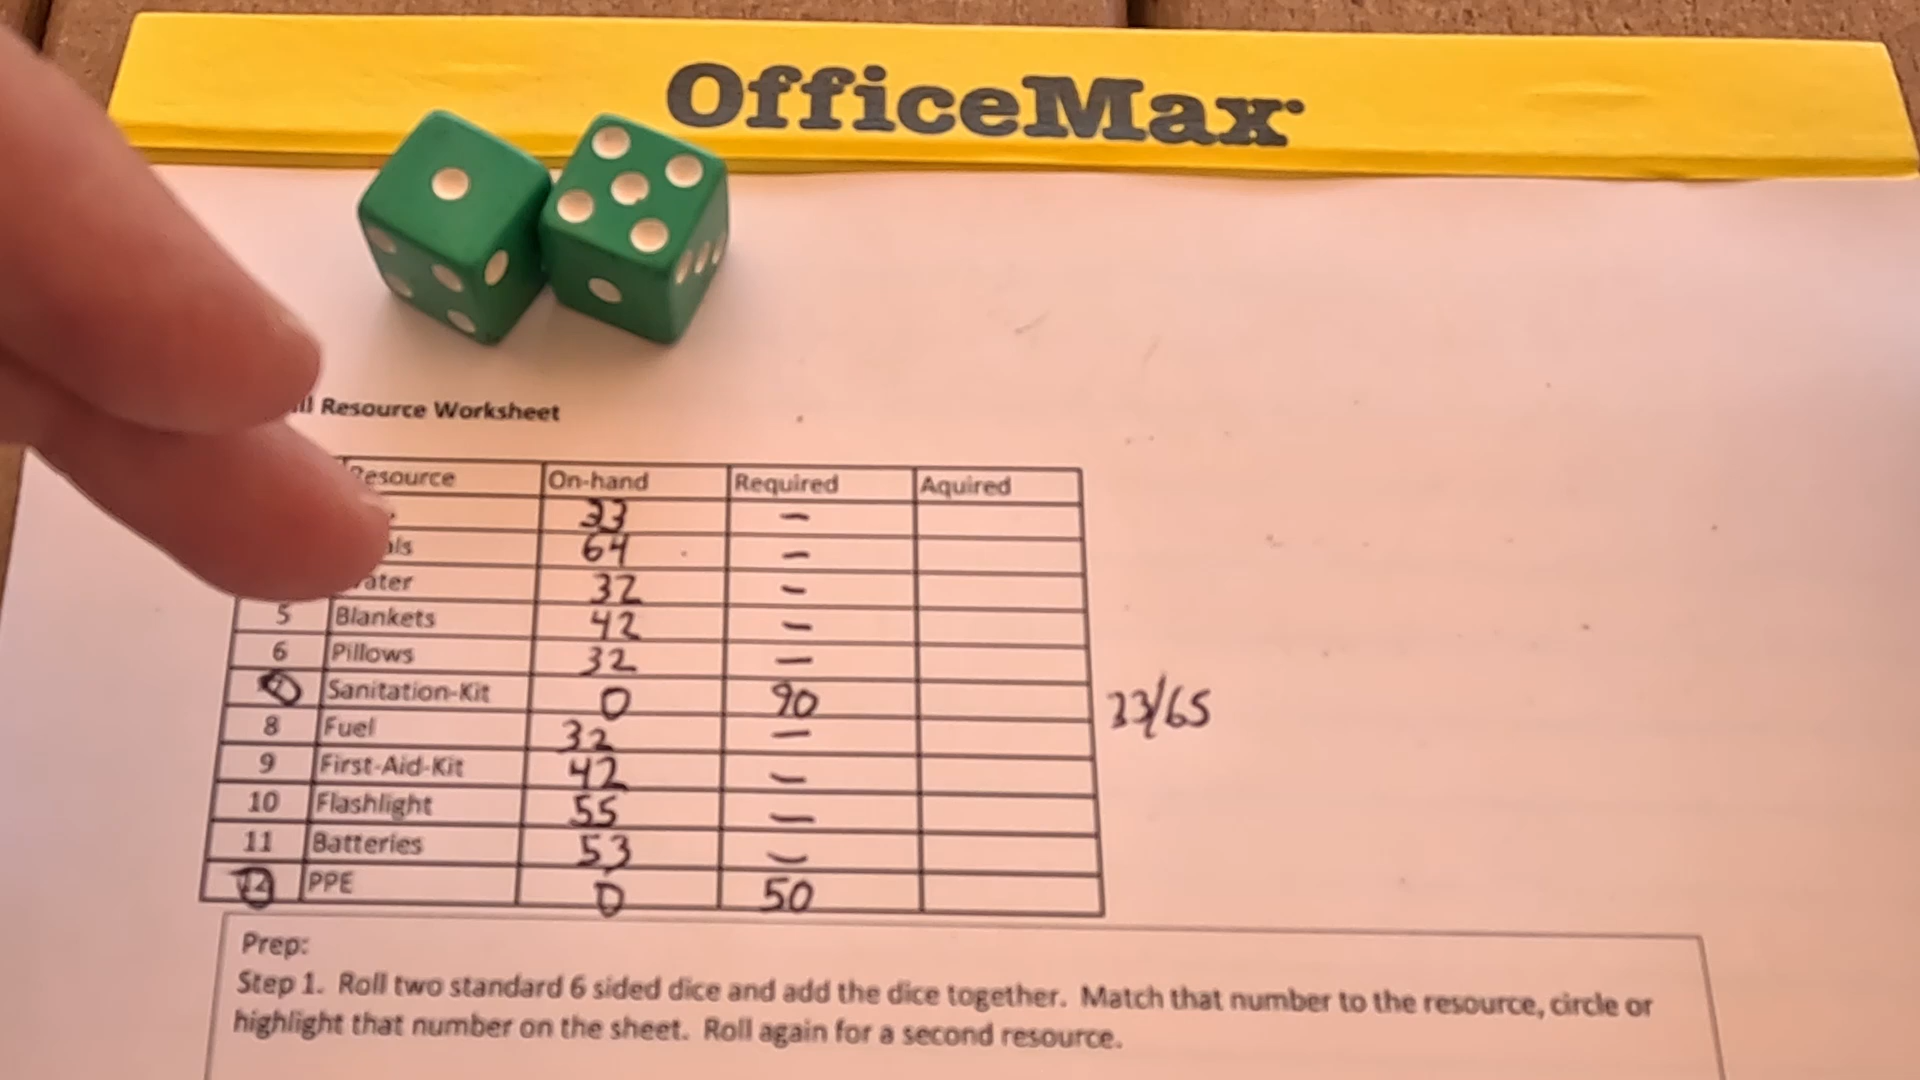 OfficeMax
Resource Worksheet
Resource On-hand Required Aquired
33 -
64 -
Water 32 -
5 Blankets 42 -
6 Pillows 32 -
Sanitation-Kit 0 90 33/65
8 Fuel 32 -
9 First-Aid-Kit 42 -
10 Flashlight 55 -
11 Batteries 53 -
12 PPE 0 50
Prep:
Step 1. Roll two standard 6 sided dice and add the dice together. Match that number to the resource, circle or
highlight that number on the sheet. Roll again for a second resource.